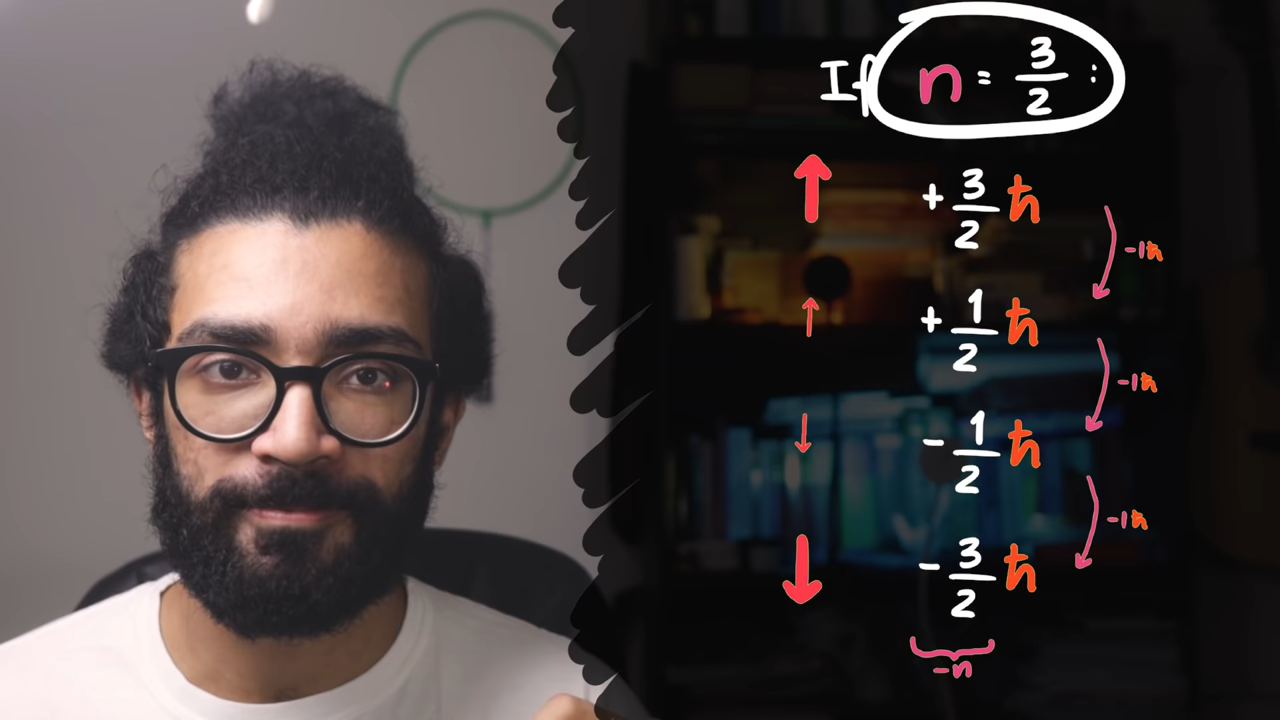 If n = 3/2 :
+ 3/2 ħ
-1ħ
+ 1/2 ħ
-1ħ
- 1/2 ħ
-1ħ
- 3/2 ħ
-n